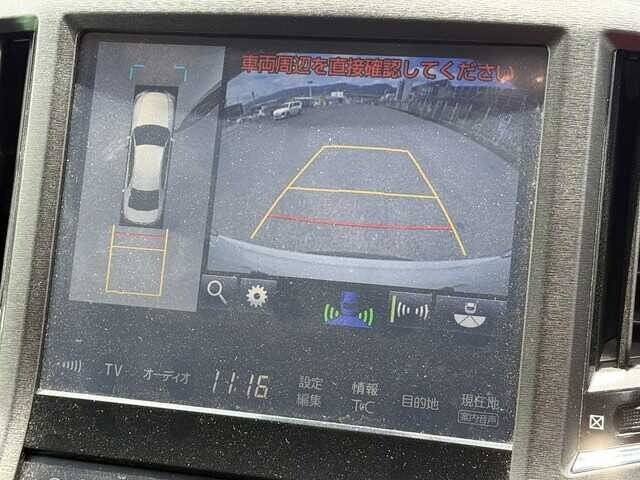 車両周辺を直接確認してください
TV
オーディオ
11:16
設定
編集
情報
TC
目的地
現在地
案内音声